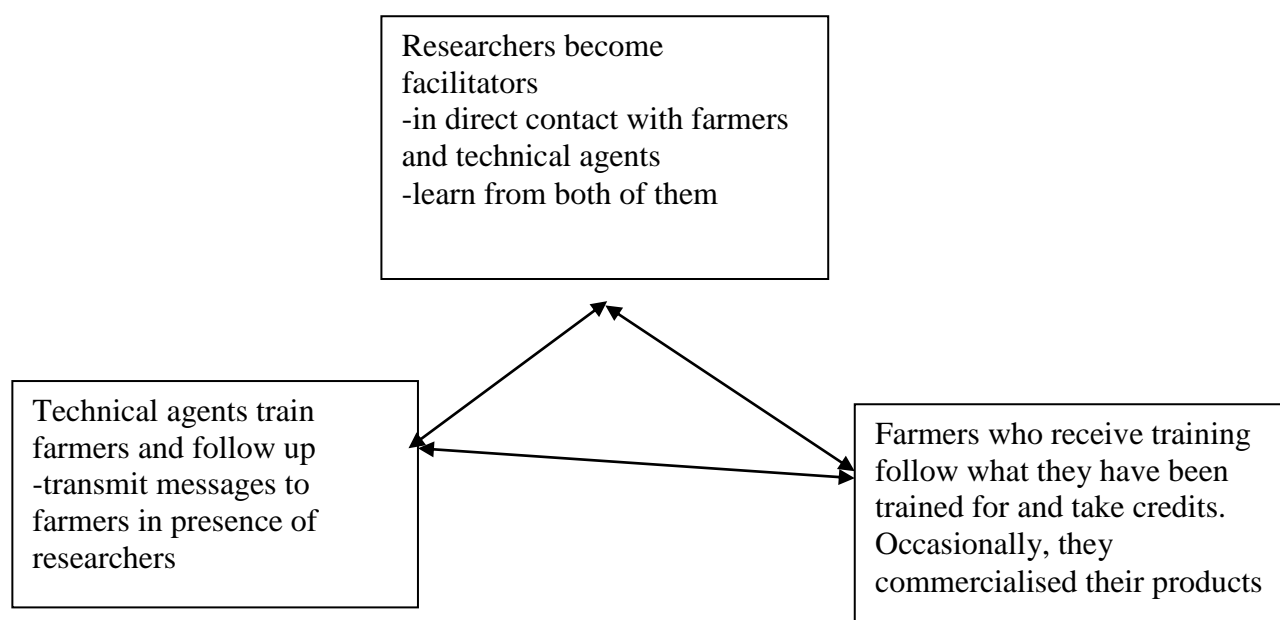 Researchers become
facilitators
-in direct contact with farmers
and technical agents
-learn from both of them
Technical agents train
farmers and follow up
-transmit messages to
farmers in presence of
researchers
Farmers who receive training
follow what they have been
trained for and take credits.
Occasionally, they
commercialised their products